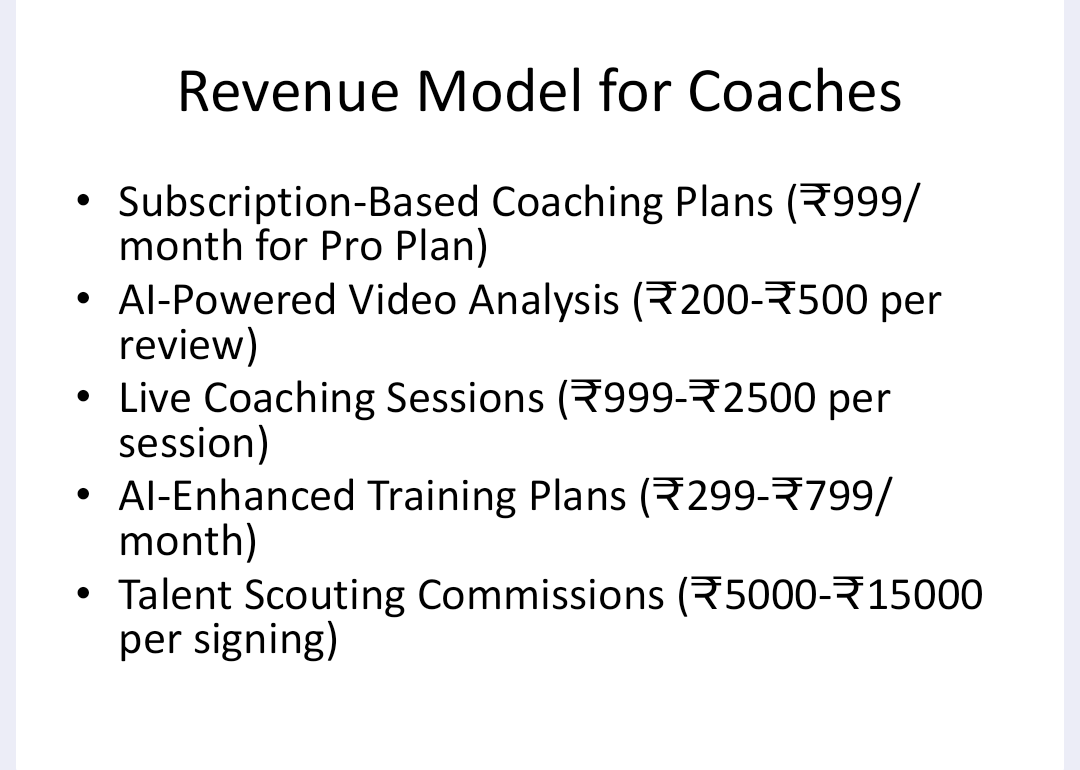 Revenue Model for Coaches
• Subscription-Based Coaching Plans (₹999/
month for Pro Plan)
• AI-Powered Video Analysis (₹200-₹500 per
review)
• Live Coaching Sessions (₹999-₹2500 per
session)
• AI-Enhanced Training Plans (₹299-₹799/
month)
• Talent Scouting Commissions (₹5000-₹15000
per signing)